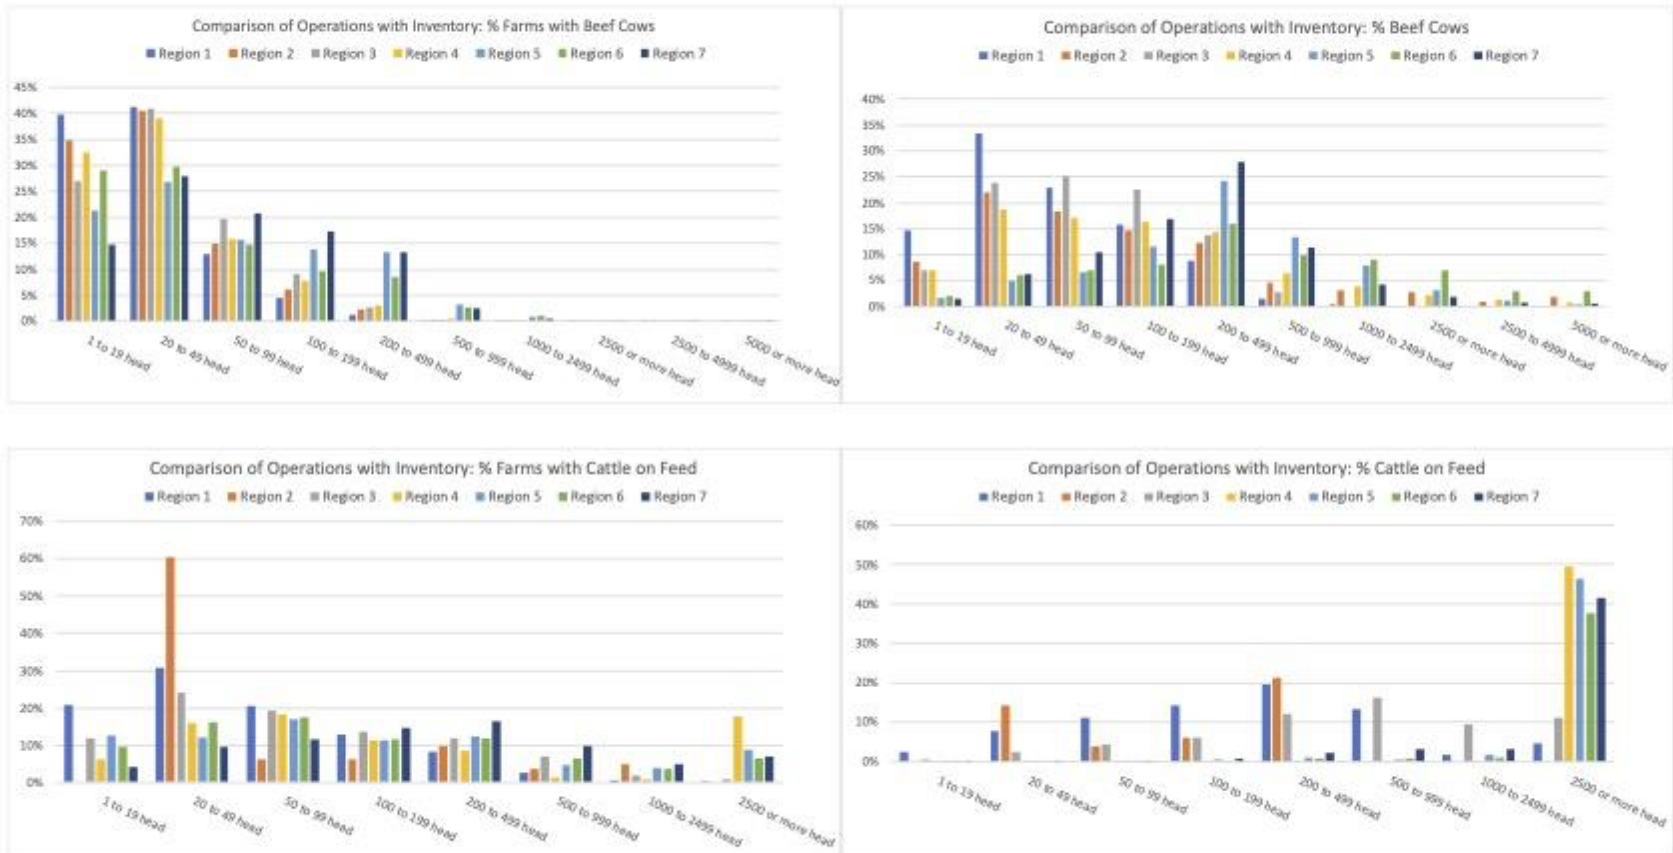 Comparison of Operations with Inventory: % Farms with Beef Cows
Region 1 Region 2 Region 3 Region 4 Region 5 Region 6 Region 7
45%
40%
35%
30%
25%
20%
15%
10%
5%
0%
1 to 19 head
20 to 49 head
50 to 99 head
100 to 199 head
200 to 499 head
500 to 999 head
1000 to 2499 head
2500 or more head
2500 to 4999 head
5000 or more head
Comparison of Operations with Inventory: % Beef Cows
Region 1 Region 2 Region 3 Region 4 Region 5 Region 6 Region 7
40%
35%
30%
25%
20%
15%
10%
5%
0%
1 to 19 head
20 to 49 head
50 to 99 head
100 to 199 head
200 to 499 head
500 to 999 head
1000 to 2499 head
2500 or more head
2500 to 4999 head
5000 or more head
Comparison of Operations with Inventory: % Farms with Cattle on Feed
Region 1 Region 2 Region 3 Region 4 Region 5 Region 6 Region 7
70%
60%
50%
40%
30%
20%
10%
0%
1 to 19 head
20 to 49 head
50 to 99 head
100 to 199 head
200 to 499 head
500 to 999 head
1000 to 2499 head
2500 or more head
Comparison of Operations with Inventory: % Cattle on Feed
Region 1 Region 2 Region 3 Region 4 Region 5 Region 6 Region 7
60%
50%
40%
30%
20%
10%
0%
1 to 19 head
20 to 49 head
50 to 99 head
100 to 199 head
200 to 499 head
500 to 999 head
1000 to 2499 head
2500 or more head